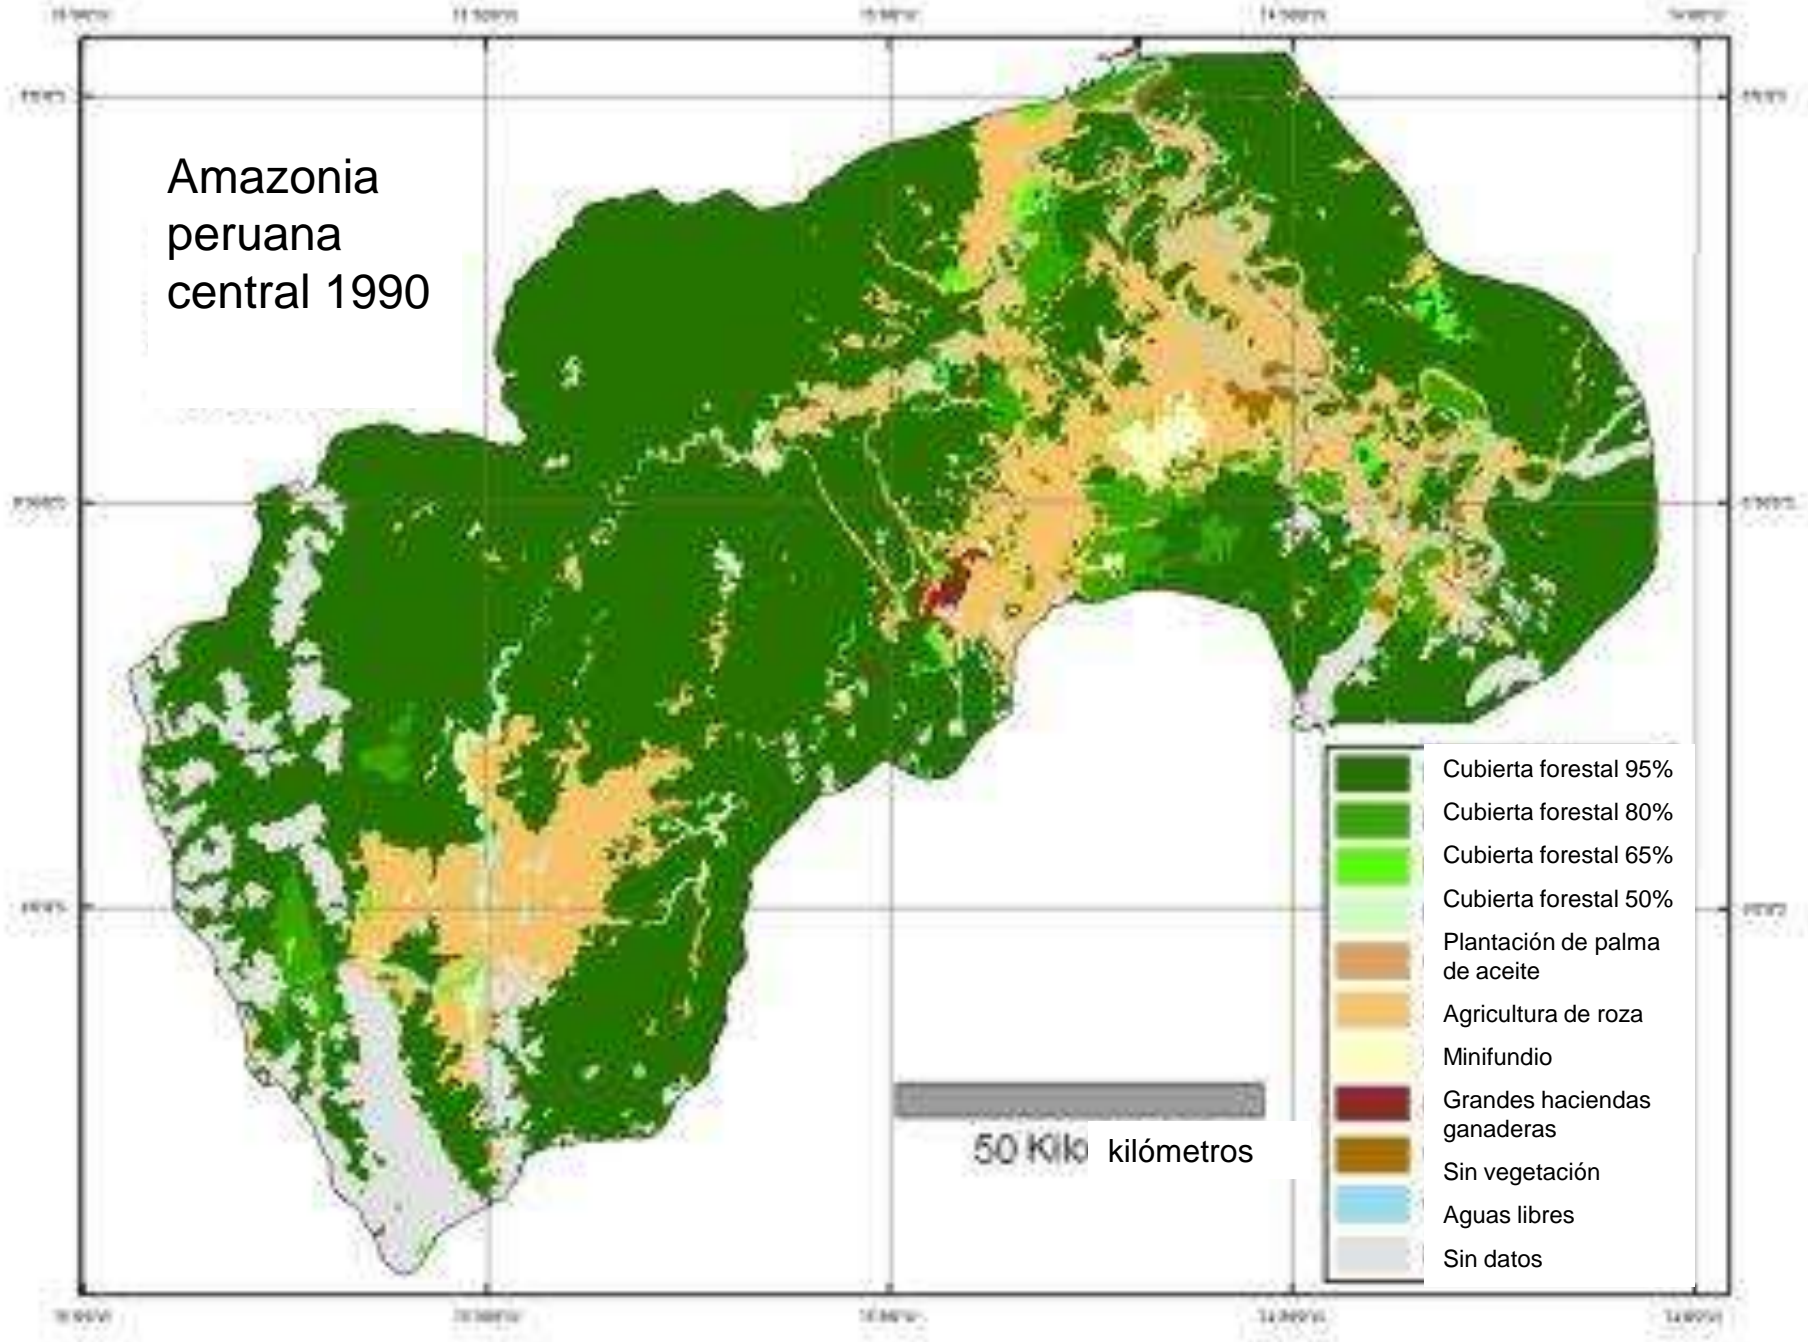 Amazonia
peruana
central 1990
50 Kilo kilómetros
Cubierta forestal 95%
Cubierta forestal 80%
Cubierta forestal 65%
Cubierta forestal 50%
Plantación de palma
de aceite
Agricultura de roza
Minifundio
Grandes haciendas
ganaderas
Sin vegetación
Aguas libres
Sin datos